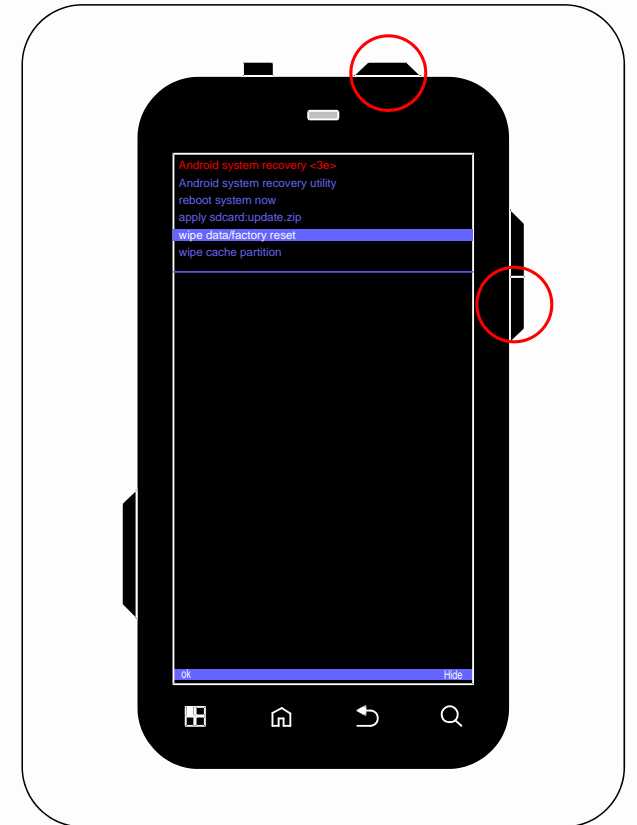 Android system recovery <3e>
Android system recovery utility
reboot system now
apply sdcard:update.zip
wipe data/factory reset
wipe cache partition
ok Hide